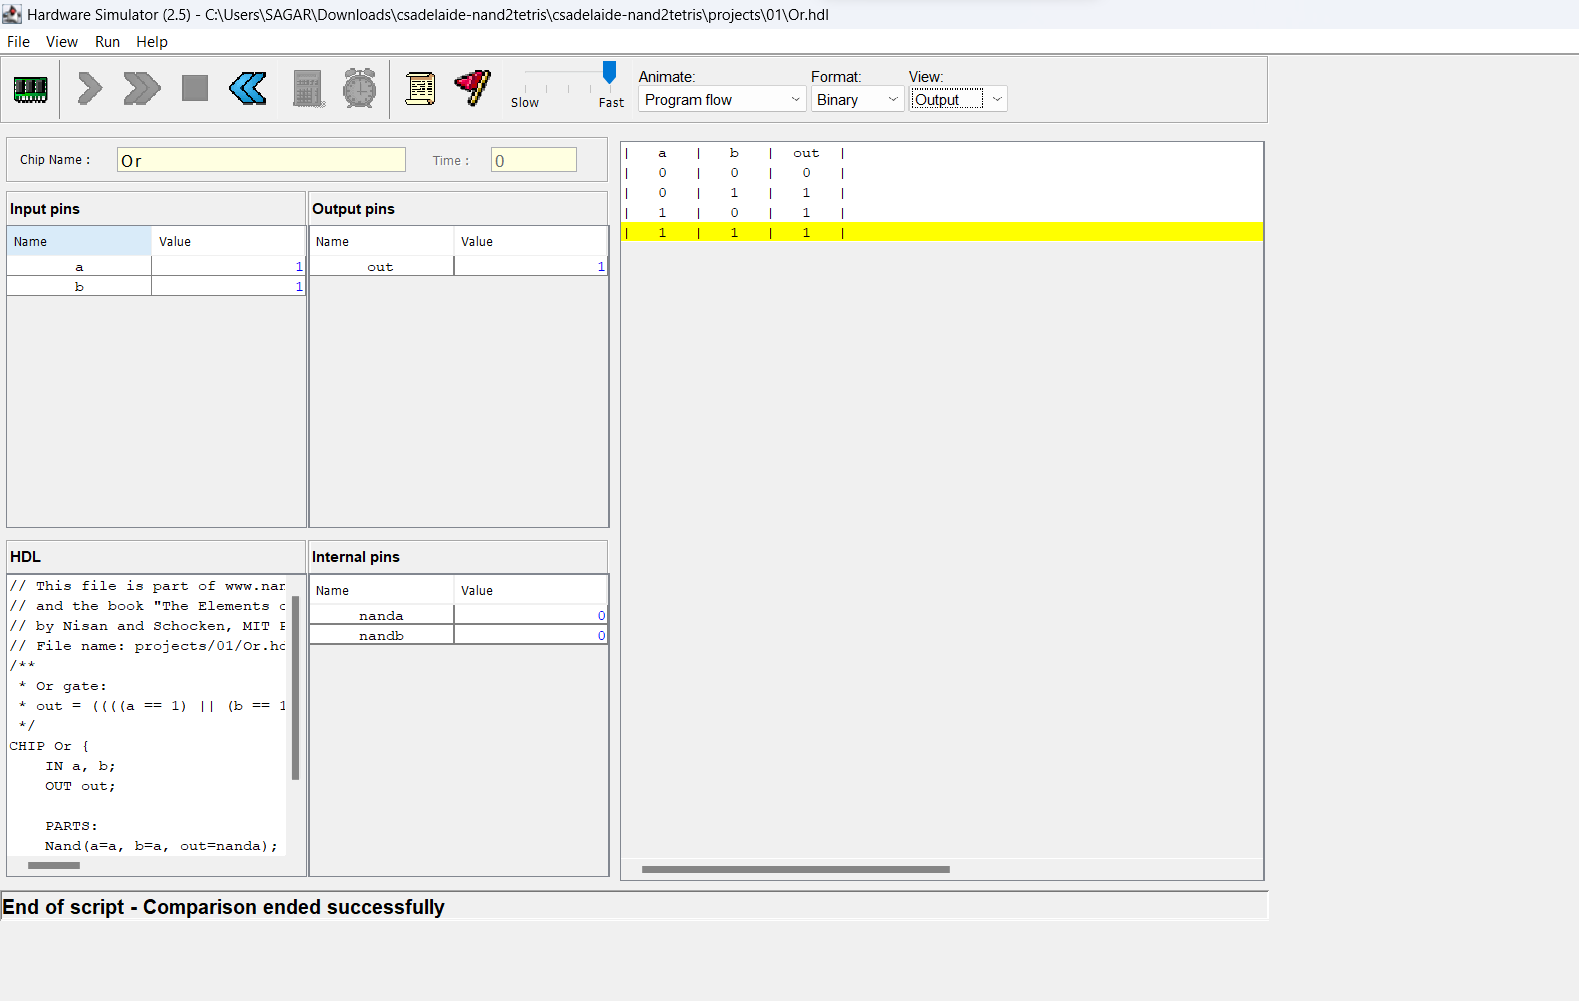 Hardware Simulator (2.5) - C:\Users\SAGAR\Downloads\csadelaide-nand2tetris\csadelaide-nand2tetris\projects\01\Or.hdl
File View Run Help
Slow Fast
Animate:
Program flow
Format:
Binary
View:
Output
Chip Name : Or Time : 0
Input pins
Name Value
a 1
b 1
Output pins
Name Value
out 1
HDL
// This file is part of www.nan
// and the book "The Elements o
// by Nisan and Schocken, MIT P
// File name: projects/01/Or.hd
/**
* Or gate:
* out = ((((a == 1) || (b == 1
*/
CHIP Or {
IN a, b;
OUT out;
PARTS:
Nand(a=a, b=a, out=nanda);
Internal pins
Name Value
nanda 0
nandb 0
| a | b | out |
| 0 | 0 | 0 |
| 0 | 1 | 1 |
| 1 | 0 | 1 |
| 1 | 1 | 1 |
End of script - Comparison ended successfully